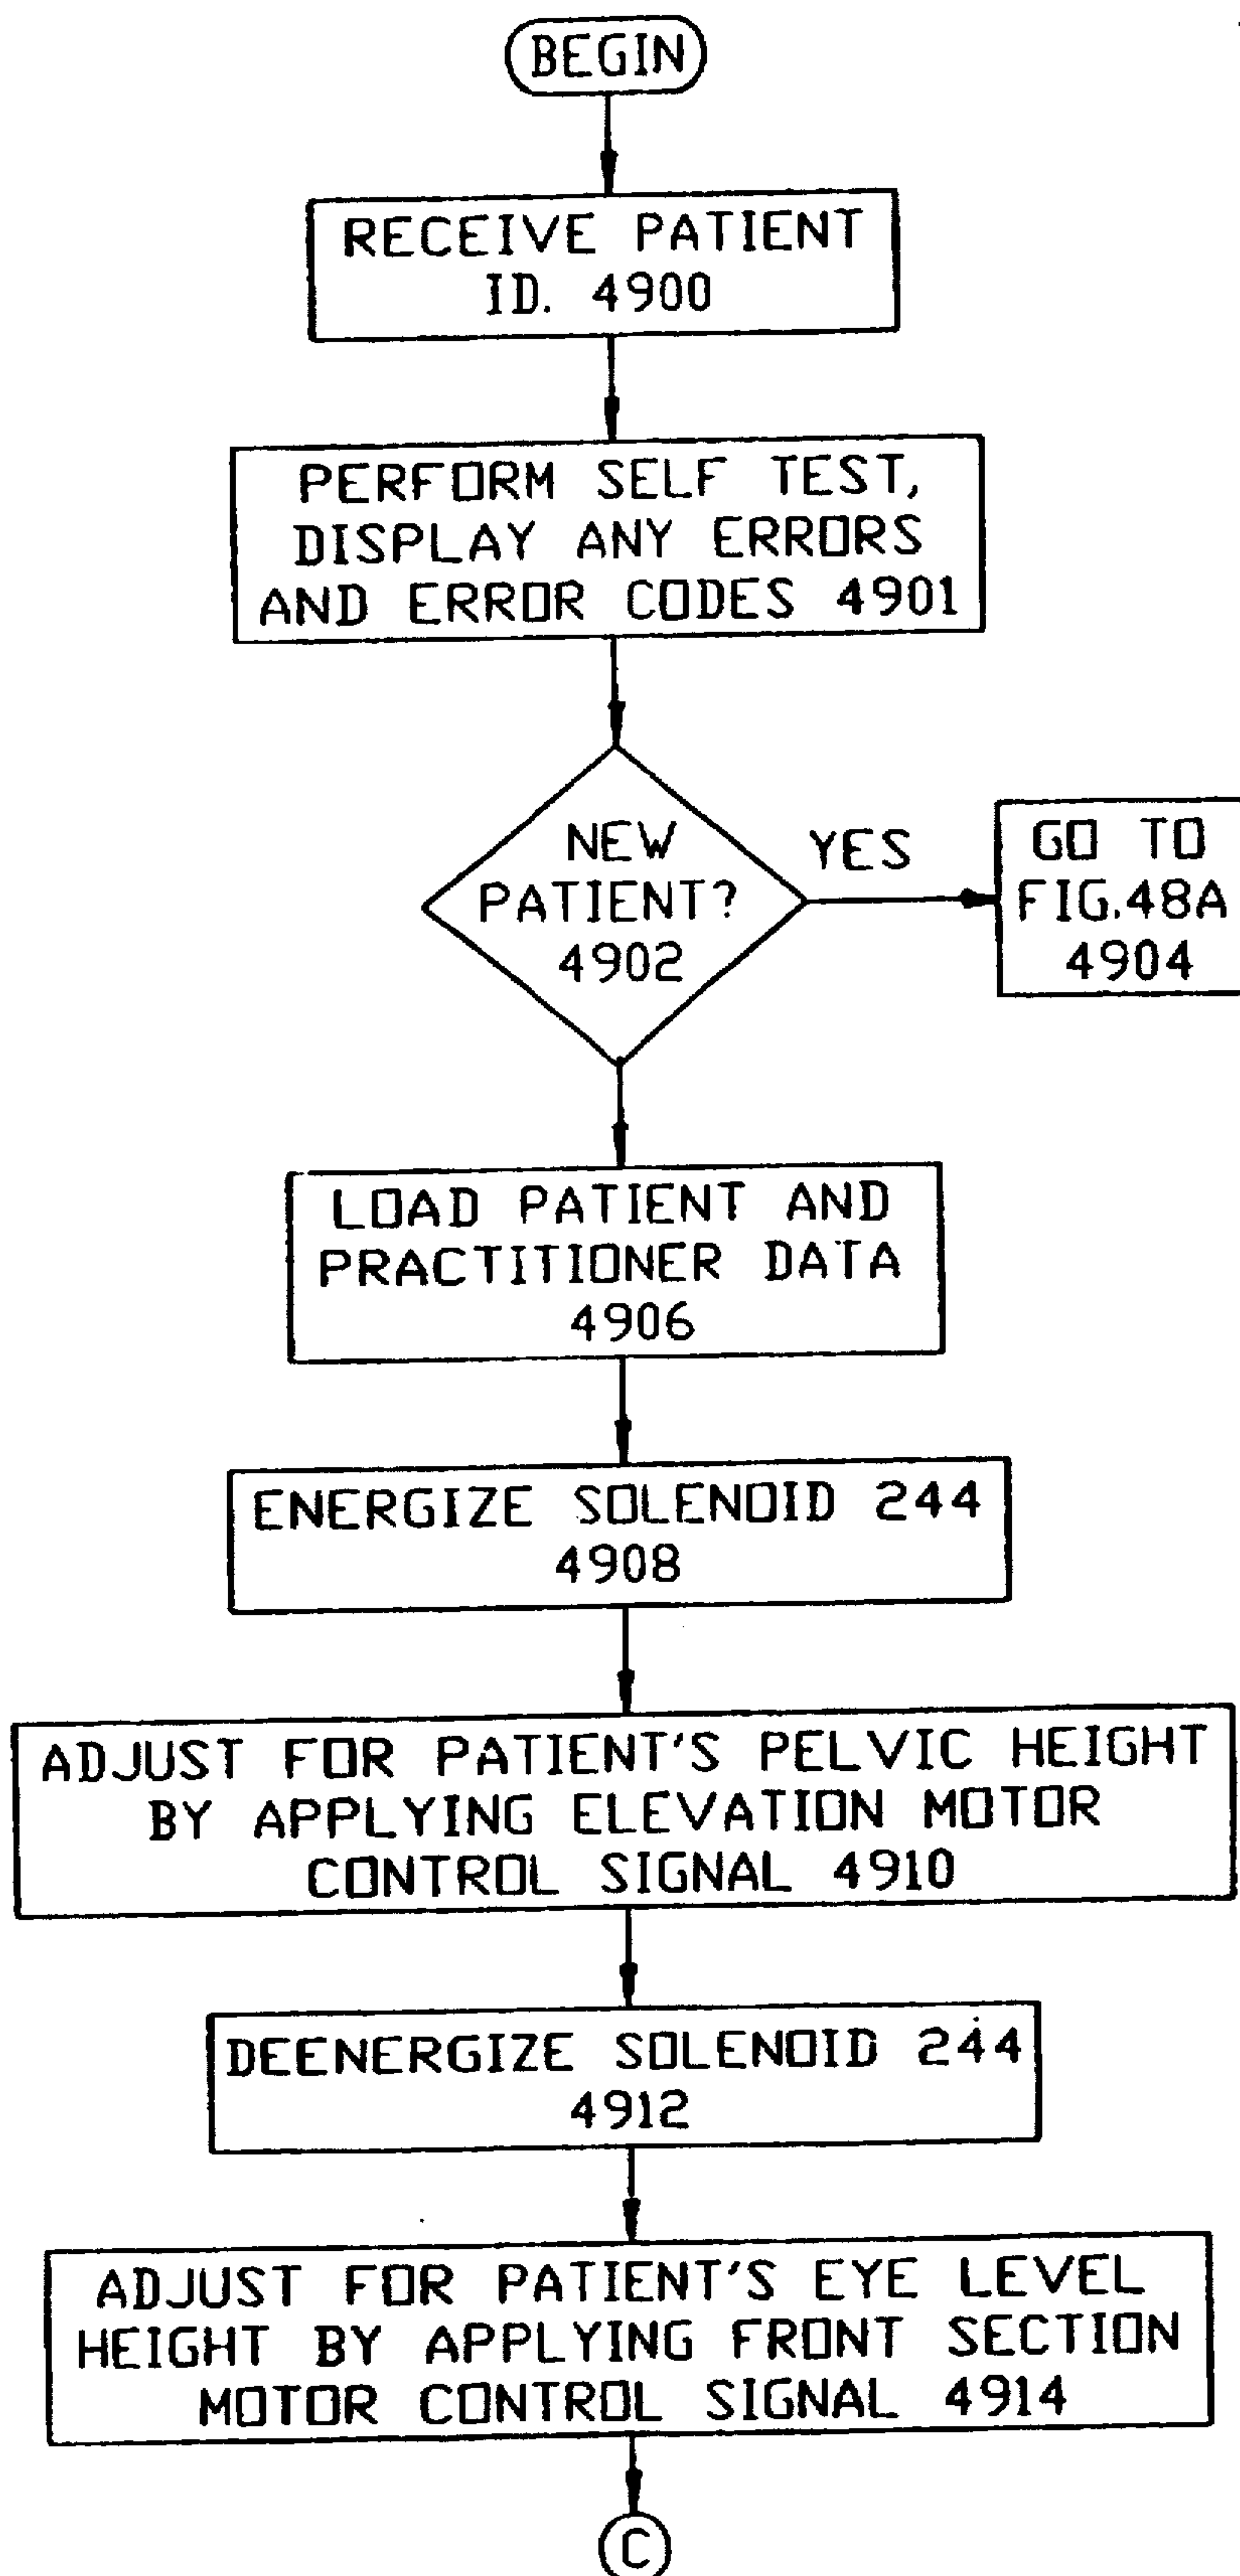 BEGIN
RECEIVE PATIENT
ID. 4900
PERFORM SELF TEST,
DISPLAY ANY ERRORS
AND ERROR CODES 4901
NEW
PATIENT?
4902
YES
GO TO
FIG.48A
4904
LOAD PATIENT AND
PRACTITIONER DATA
4906
ENERGIZE SOLENOID 244
4908
ADJUST FOR PATIENT'S PELVIC HEIGHT
BY APPLYING ELEVATION MOTOR
CONTROL SIGNAL 4910
DEENERGIZE SOLENOID 244
4912
ADJUST FOR PATIENT'S EYE LEVEL
HEIGHT BY APPLYING FRONT SECTION
MOTOR CONTROL SIGNAL 4914
C